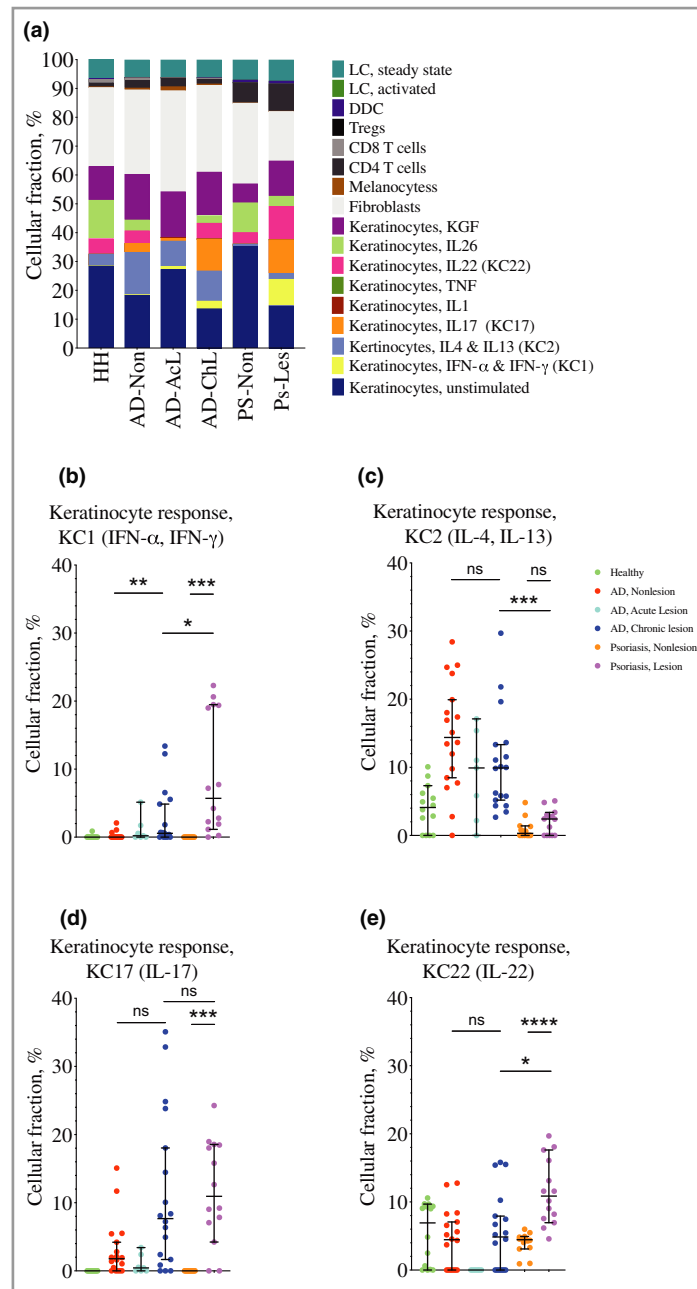 (a)
100
90
80
70
60
50
40
30
20
10
0
Cellular fraction, %
HH
AD-Non
AD-AcL
AD-ChL
PS-Non
Ps-Les
LC, steady state
LC, activated
DDC
Tregs
CD8 T cells
CD4 T cells
Melanocytess
Fibroblasts
Keratinocytes, KGF
Keratinocytes, IL26
Keratinocytes, IL22 (KC22)
Keratinocytes, TNF
Keratinocytes, IL1
Keratinocytes, IL17 (KC17)
Kertinocytes, IL4 & IL13 (KC2)
Keratinocytes, IFN-α & IFN-γ (KC1)
Keratinocytes, unstimulated
(b)
Keratinocyte response,
KC1 (IFN-α, IFN-γ)
40
30
20
10
0
Cellular fraction, %
**
***
*
(c)
Keratinocyte response,
KC2 (IL-4, IL-13)
40
30
20
10
0
Cellular fraction, %
ns
ns
***
Healthy
AD, Nonlesion
AD, Acute Lesion
AD, Chronic lesion
Psoriasis, Nonlesion
Psoriasis, Lesion
(d)
Keratinocyte response,
KC17 (IL-17)
40
30
20
10
0
Cellular fraction, %
ns
ns
***
(e)
Keratinocyte response,
KC22 (IL-22)
40
30
20
10
0
Cellular fraction, %
ns
****
*